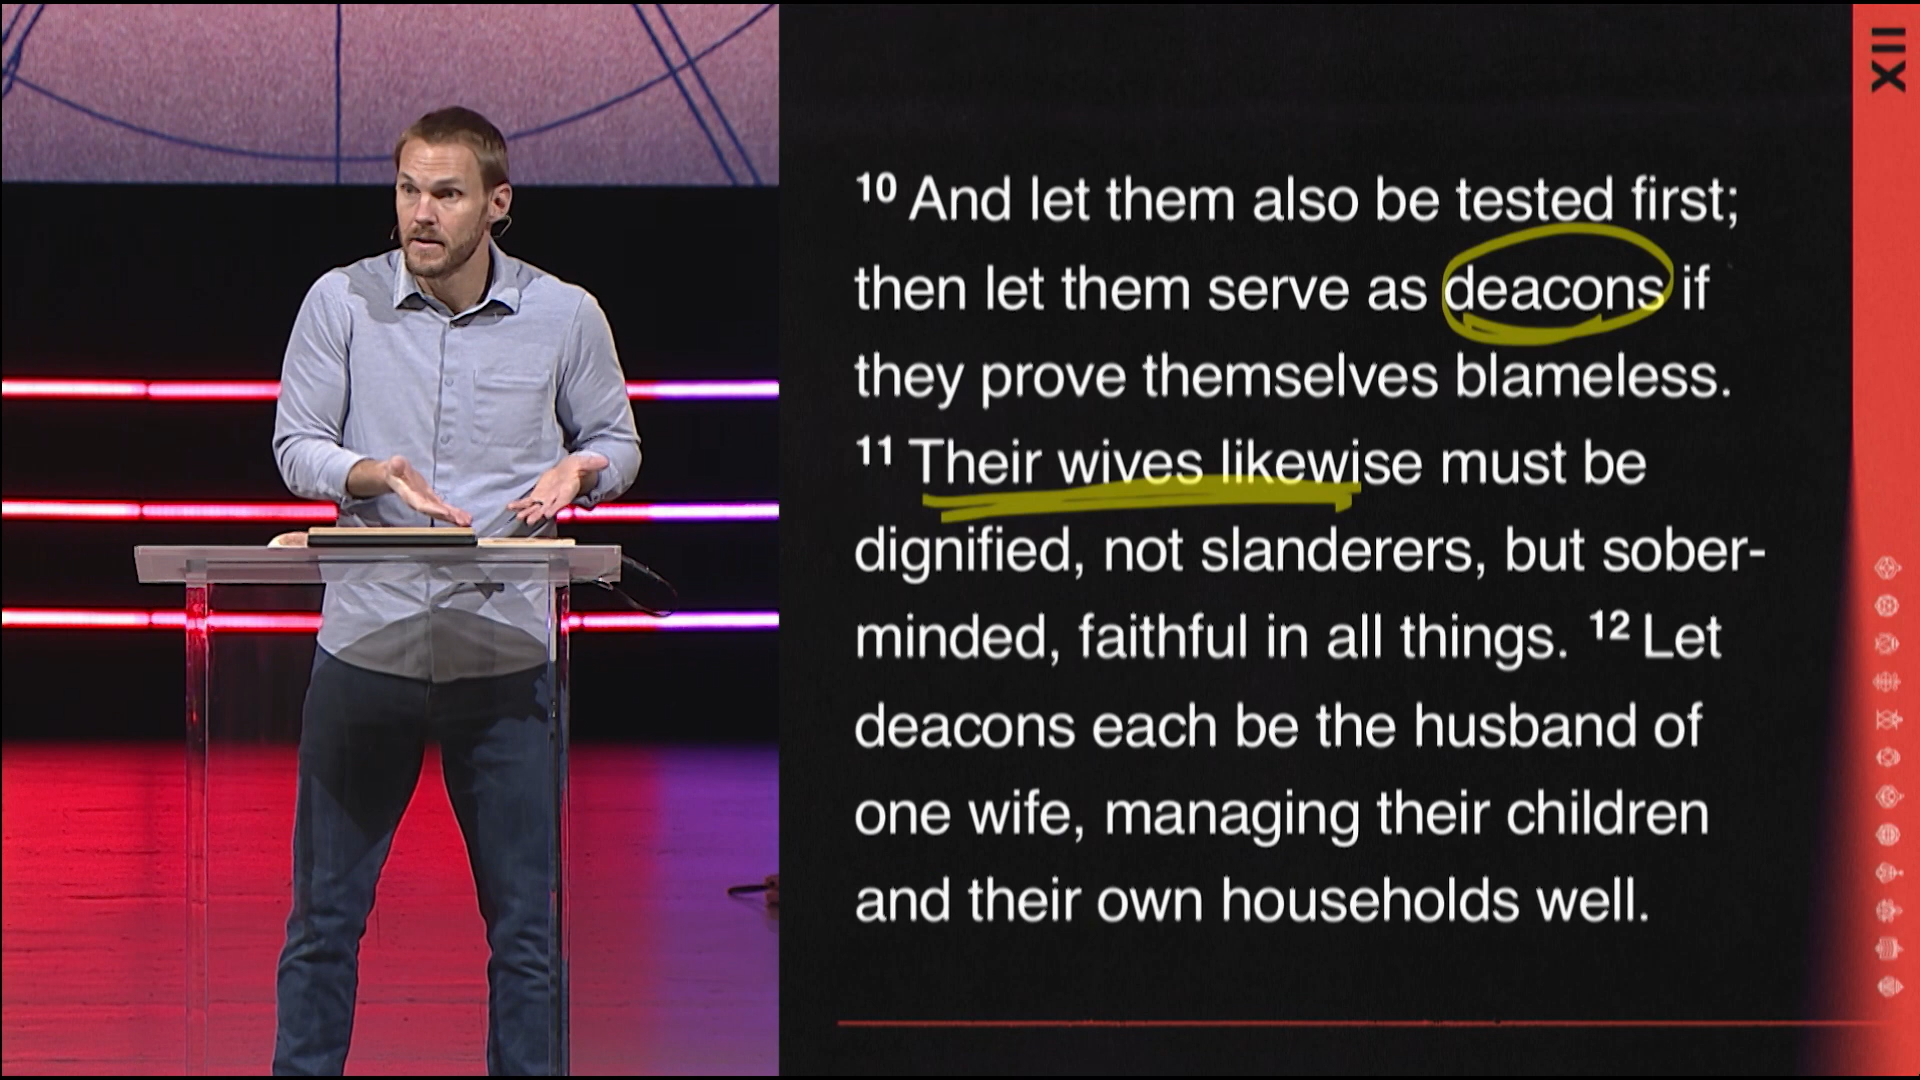 XII
10 And let them also be tested first;
then let them serve as deacons if
they prove themselves blameless.
11 Their wives likewise must be
dignified, not slanderers, but sober-
minded, faithful in all things. 12 Let
deacons each be the husband of
one wife, managing their children
and their own households well.